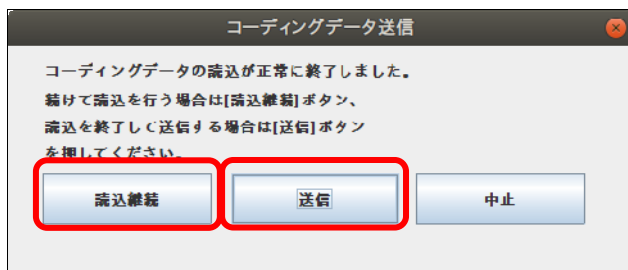 コーディングデータ送信
コーディングデータの読込が正常に終了しました。
続けて読込を行う場合は[読込継続]ボタン、
読込を終了して送信する場合は[送信]ボタン
を押してください。
読込継続
送信
中止